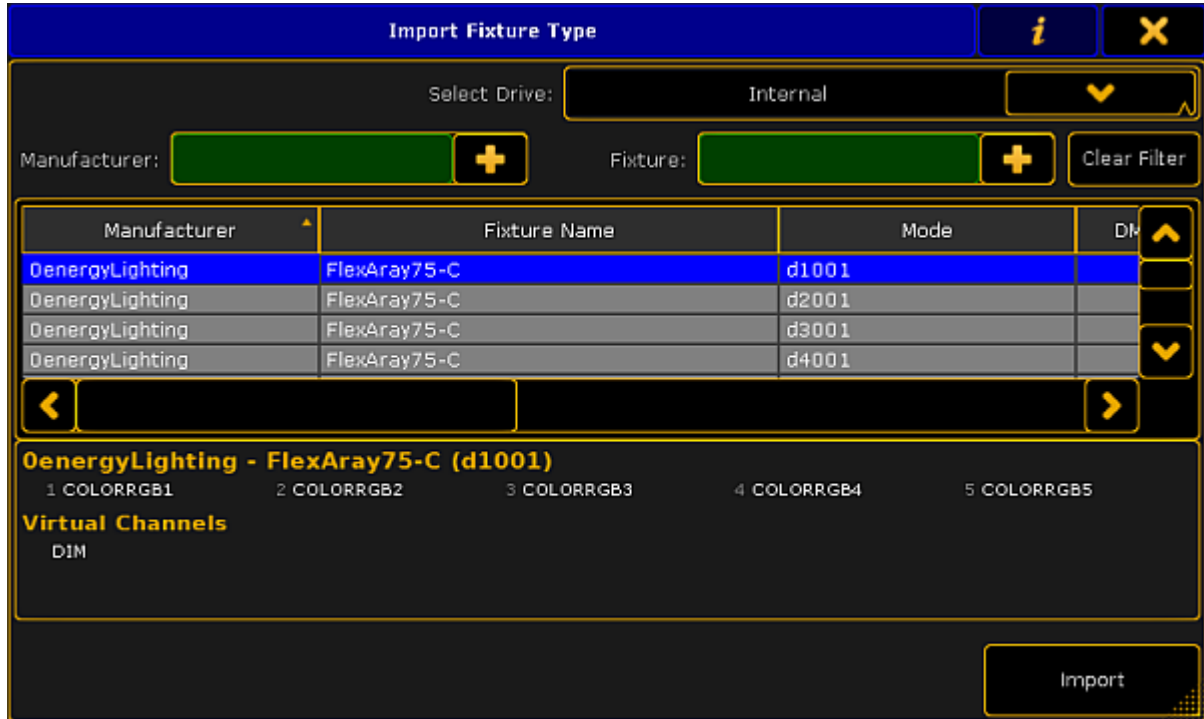 Import Fixture Type i
Select Drive: Internal
Manufacturer: Fixture: Clear Filter
Manufacturer Fixture Name Mode DM
0energyLighting FlexAray75-C d1001
0energyLighting FlexAray75-C d2001
0energyLighting FlexAray75-C d3001
0energyLighting FlexAray75-C d4001
0energyLighting - FlexAray75-C (d1001)
1 COLORRGB1 2 COLORRGB2 3 COLORRGB3 4 COLORRGB4 5 COLORRGB5
Virtual Channels
DIM
Import